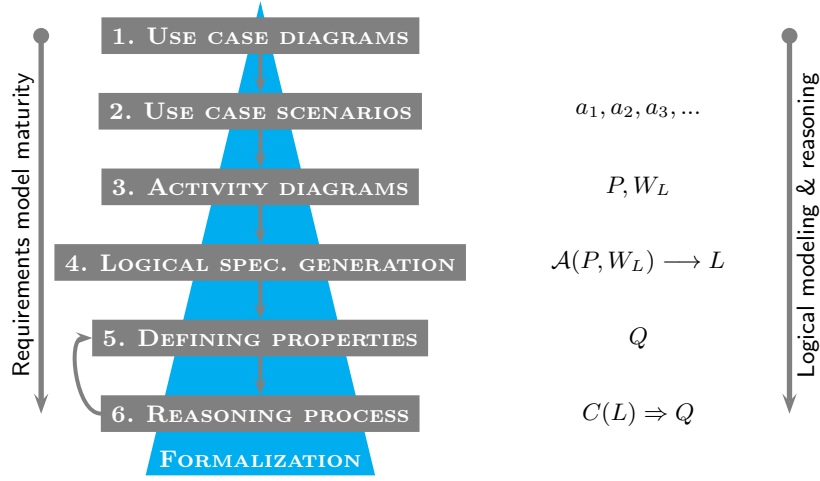 1. Use case diagrams
2. Use case scenarios
a₁, a₂, a₃, ...
3. Activity diagrams
P, W_L
4. Logical spec. generation
𝒜(P, W_L) ⟶ L
5. Defining properties
Q
6. Reasoning process
C(L) ⇒ Q
Formalization
Requirements model maturity
Logical modeling & reasoning